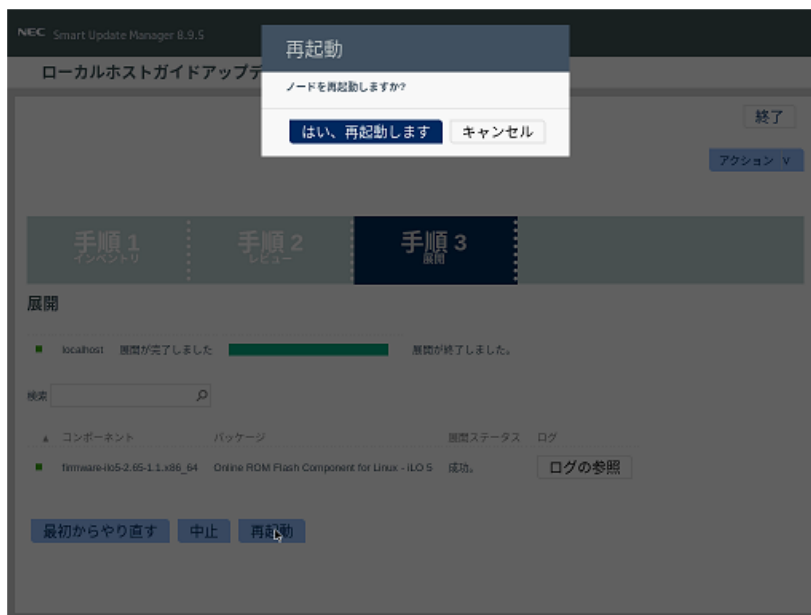 NEC Smart Update Manager 8.9.5
ローカルホストガイドアップデ
再起動
ノードを再起動しますか?
はい、再起動します キャンセル
終了
アクション ∨
手順 1 手順 2 手順 3
インベントリ レビュー 展開
展開
localhost 展開が完了しました 展開が終了しました。
検索
コンポーネント パッケージ 展開ステータス ログ
firmware-ilo5-2.65-1.1.x86_64 Online ROM Flash Component for Linux - iLO 5 成功。 ログの参照
最初からやり直す 中止 再起動